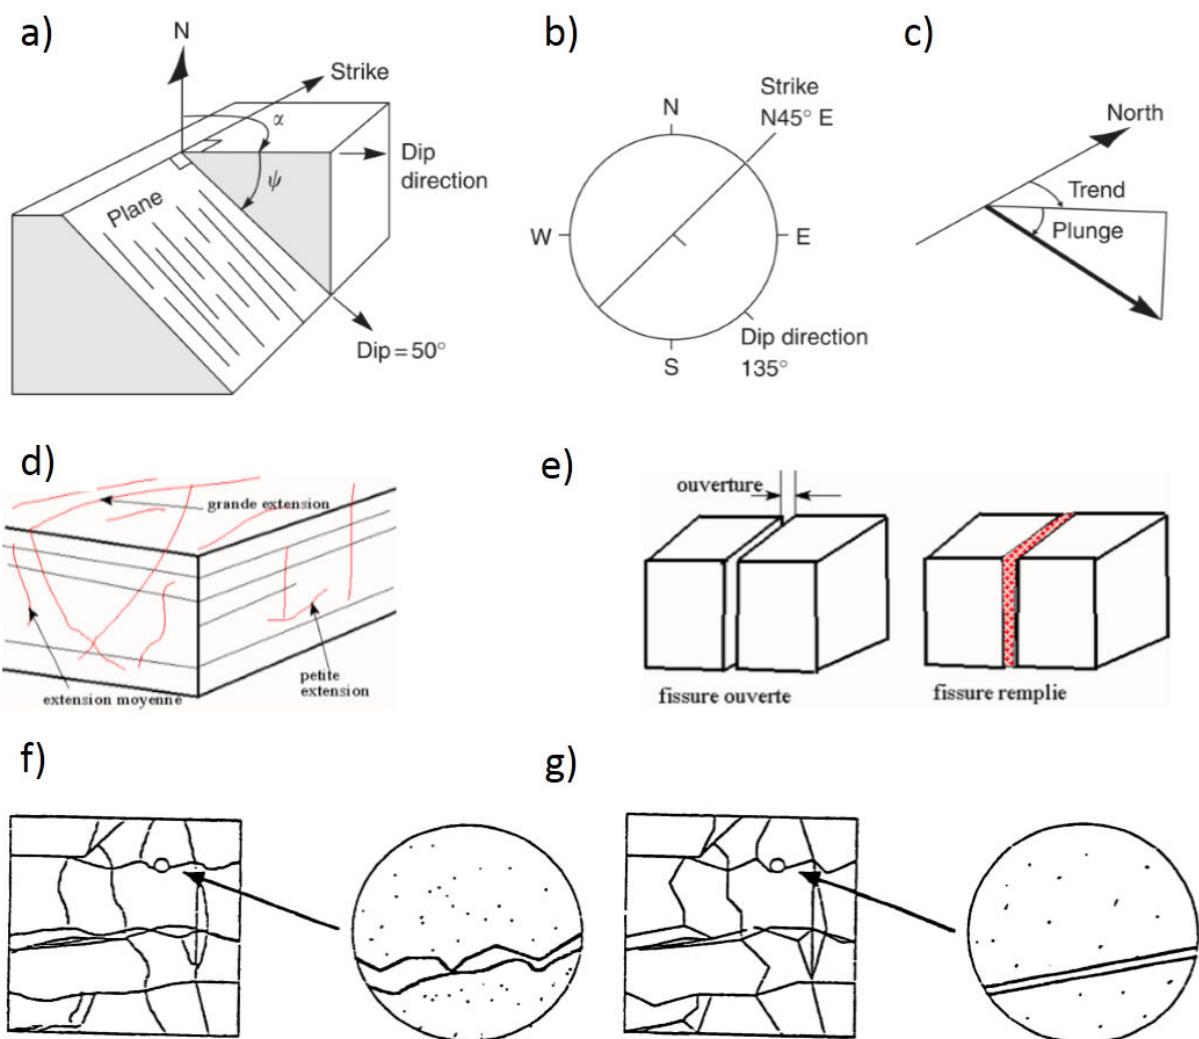 a)
N
Strike
α
Dip
direction
ψ
Plane
Dip = 50°
b)
Strike
N45° E
N
W
E
S
Dip direction
135°
c)
North
Trend
Plunge
d)
grande extension
petite
extension
extension moyenne
e)
ouverture
fissure ouverte
fissure remplie
f)
g)